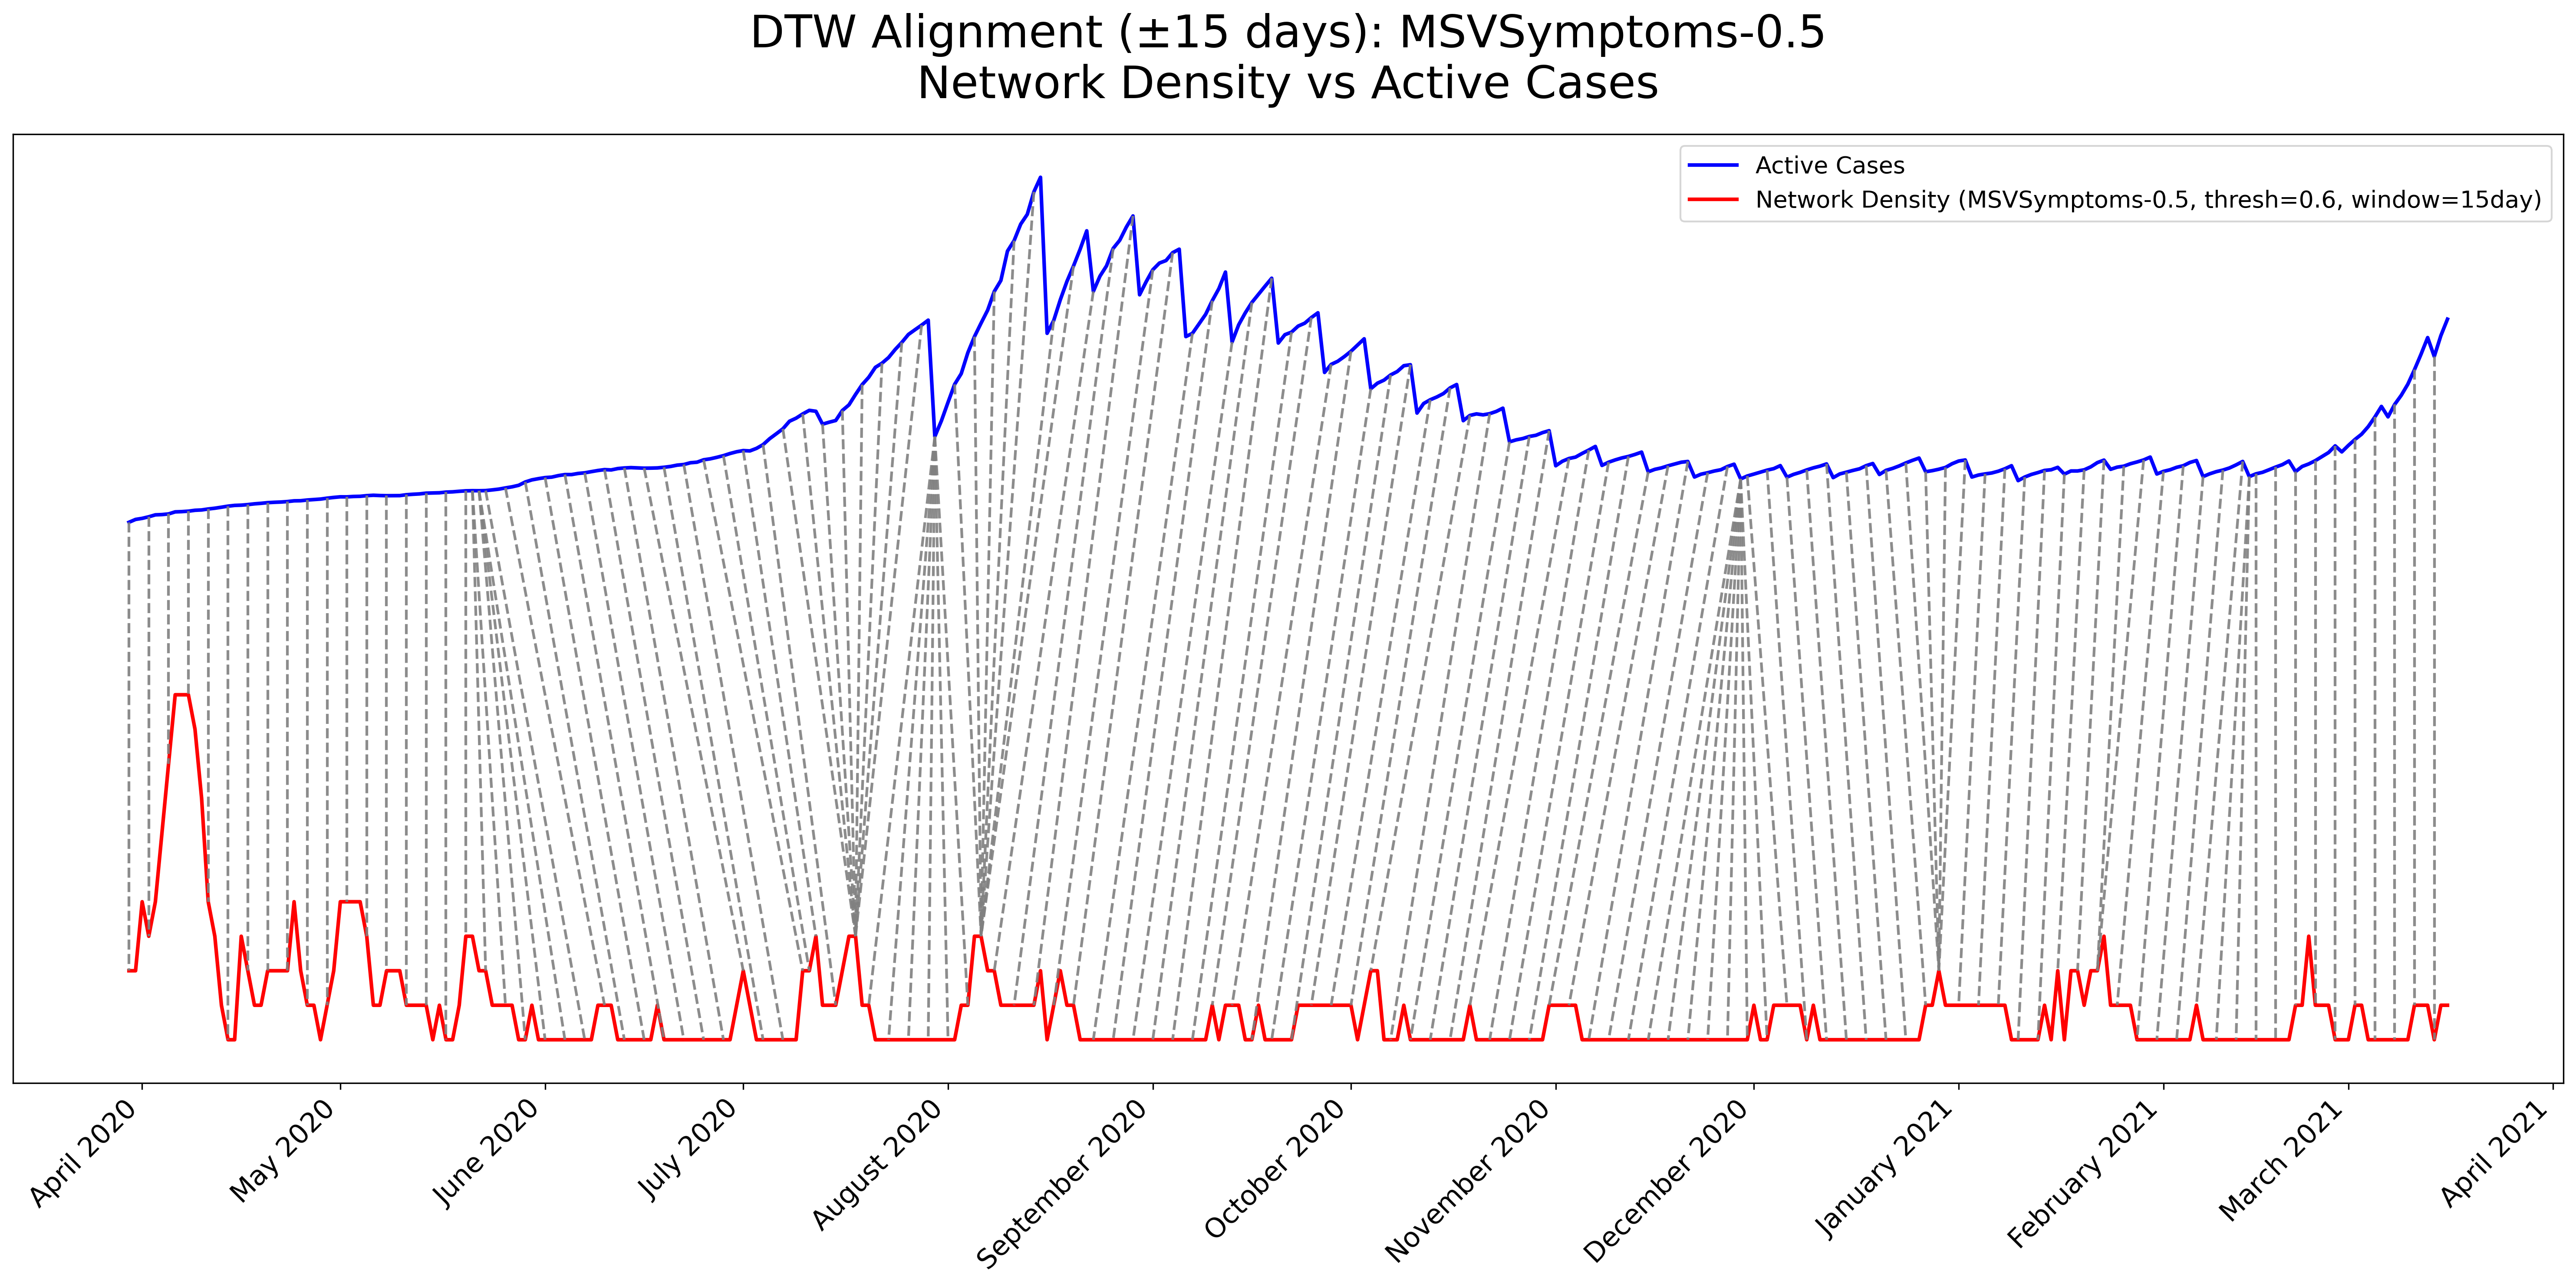 DTW Alignment (±15 days): MSVSymptoms-0.5
Network Density vs Active Cases
Active Cases
Network Density (MSVSymptoms-0.5, thresh=0.6, window=15day)
April 2020
May 2020
June 2020
July 2020
August 2020
September 2020
October 2020
November 2020
December 2020
January 2021
February 2021
March 2021
April 2021